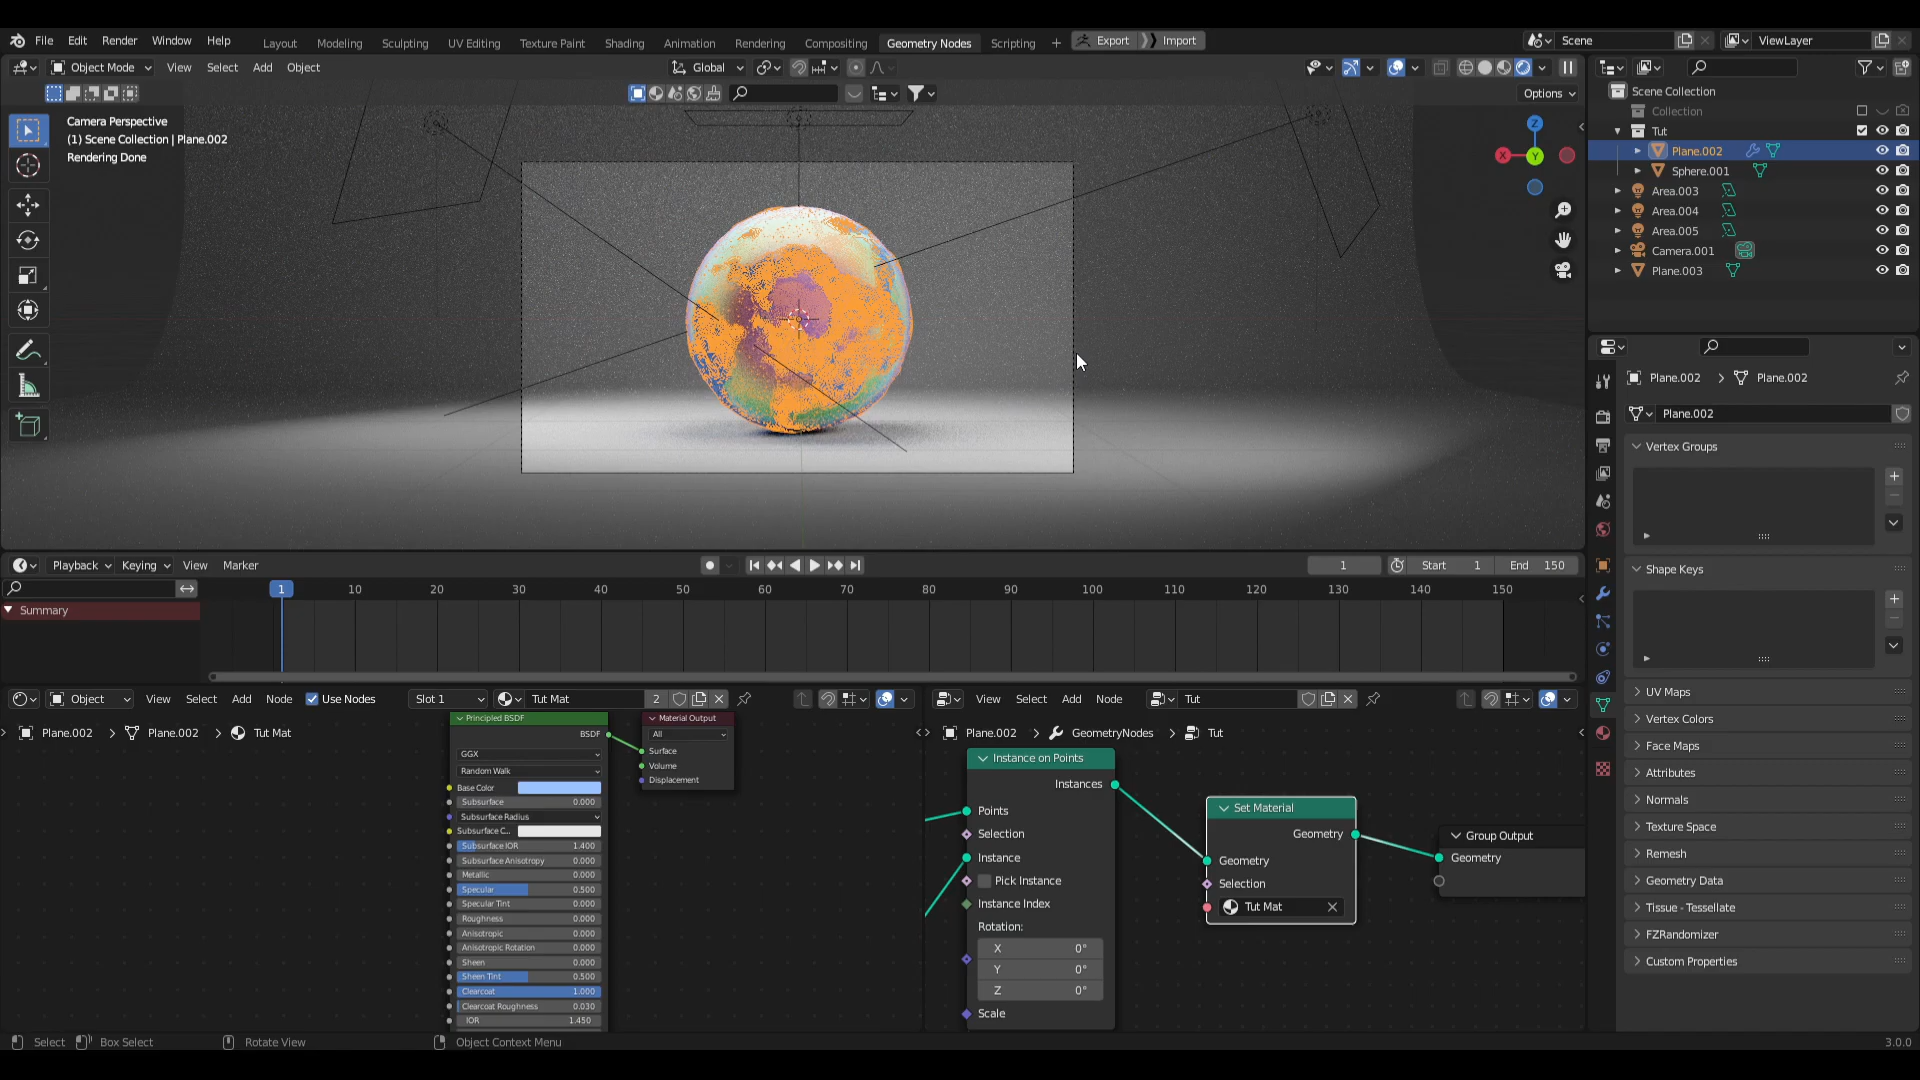 File Edit Render Window Help Layout Modeling Sculpting UV Editing Texture Paint Shading Animation Rendering Compositing Geometry Nodes Scripting + Export Import Scene ViewLayer
Object Mode View Select Add Object Global
Options
Camera Perspective
(1) Scene Collection | Plane.002
Rendering Done
Z
X
Y
Scene Collection
Collection
Tut
Plane.002
Sphere.001
Area.003
Area.004
Area.005
Camera.001
Plane.003
Plane.002 Plane.002
Plane.002
Vertex Groups
Shape Keys
UV Maps
Vertex Colors
Face Maps
Attributes
Normals
Texture Space
Remesh
Geometry Data
Tissue - Tessellate
FZRandomizer
Custom Properties
Playback Keying View Marker 1 Start 1 End 150
1 10 20 30 40 50 60 70 80 90 100 110 120 130 140 150
Summary
Object View Select Add Node Use Nodes Slot 1 Tut Mat 2
Plane.002 Plane.002 Tut Mat
Principled BSDF
BSDF
GGX
Random Walk
Base Color
Subsurface 0.000
Subsurface Radius
Subsurface C...
Subsurface IOR 1.400
Subsurface Anisotropy 0.000
Metallic 0.000
Specular 0.500
Specular Tint 0.000
Roughness 0.000
Anisotropic 0.000
Anisotropic Rotation 0.000
Sheen 0.000
Sheen Tint 0.500
Clearcoat 1.000
Clearcoat Roughness 0.030
IOR 1.450
Material Output
All
Surface
Volume
Displacement
View Select Add Node Tut
Plane.002 GeometryNodes Tut
Instance on Points
Instances
Points
Selection
Instance
Pick Instance
Instance Index
Rotation:
X 0°
Y 0°
Z 0°
Scale
Set Material
Geometry
Geometry
Selection
Tut Mat
Group Output
Geometry
Select Box Select Rotate View Object Context Menu 3.0.0